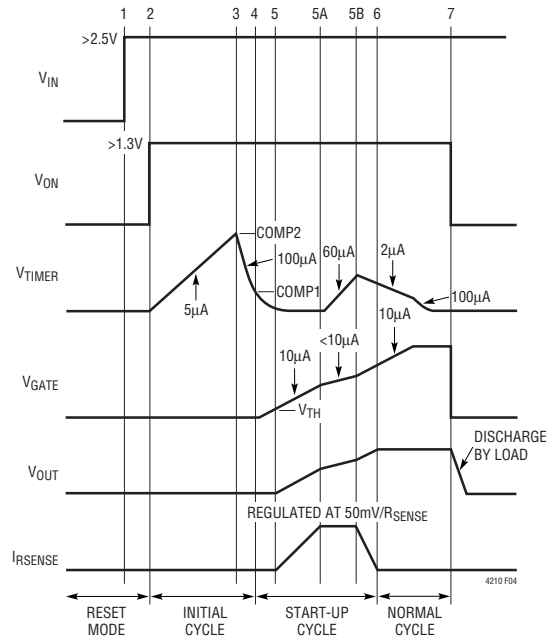 1 2 3 4 5 5A 5B 6 7
>2.5V
VIN
>1.3V
VON
COMP2
100µA
60µA
2µA
VTIMER
COMP1
100µA
5µA
10µA
<10µA
10µA
VGATE
VTH
DISCHARGE
BY LOAD
VOUT
REGULATED AT 50mV/RSENSE
IRSENSE
4210 F04
RESET
MODE
INITIAL
CYCLE
START-UP
CYCLE
NORMAL
CYCLE